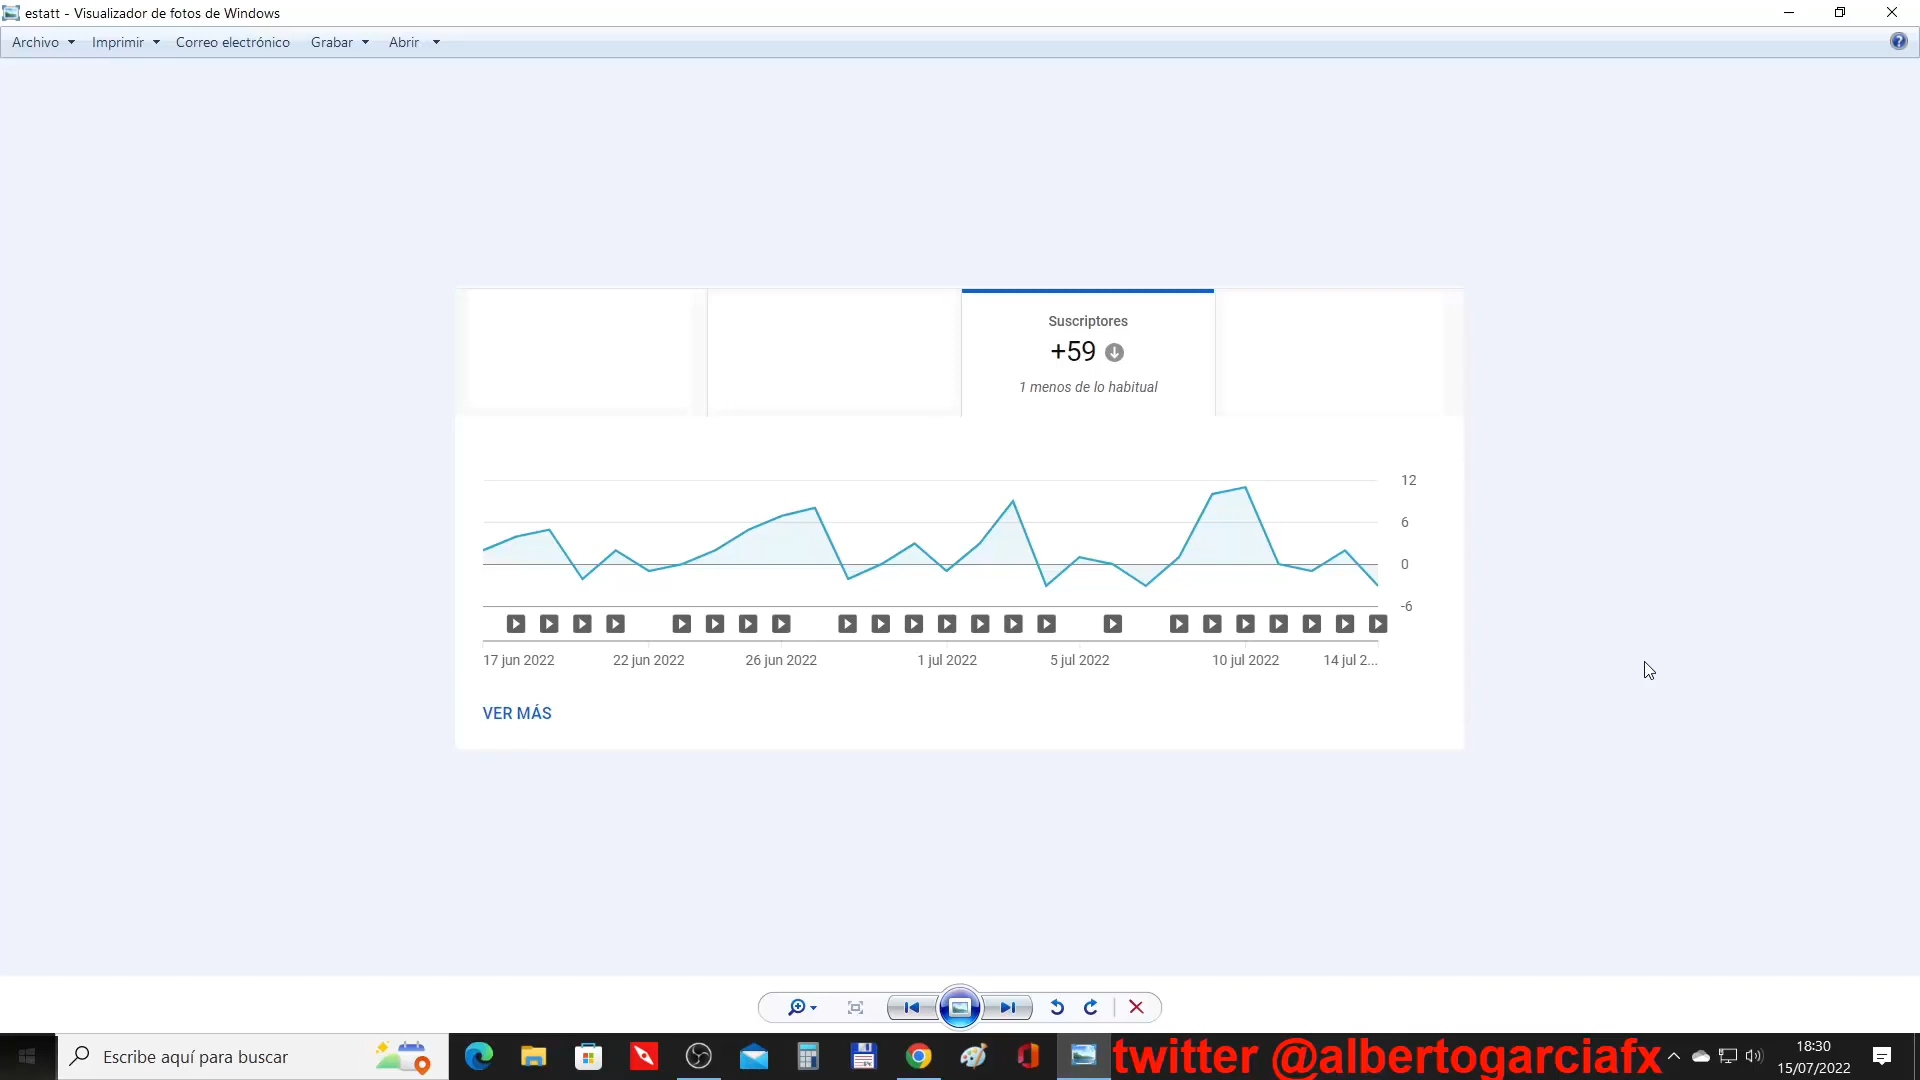 estatt - Visualizador de fotos de Windows
Archivo Imprimir Correo electrónico Grabar Abrir
Suscriptores
+59
1 menos de lo habitual
12
6
0
-6
17 jun 2022 22 jun 2022 26 jun 2022 1 jul 2022 5 jul 2022 10 jul 2022 14 jul 2...
VER MÁS
Escribe aquí para buscar
twitter @albertogarciafx
18:30
15/07/2022